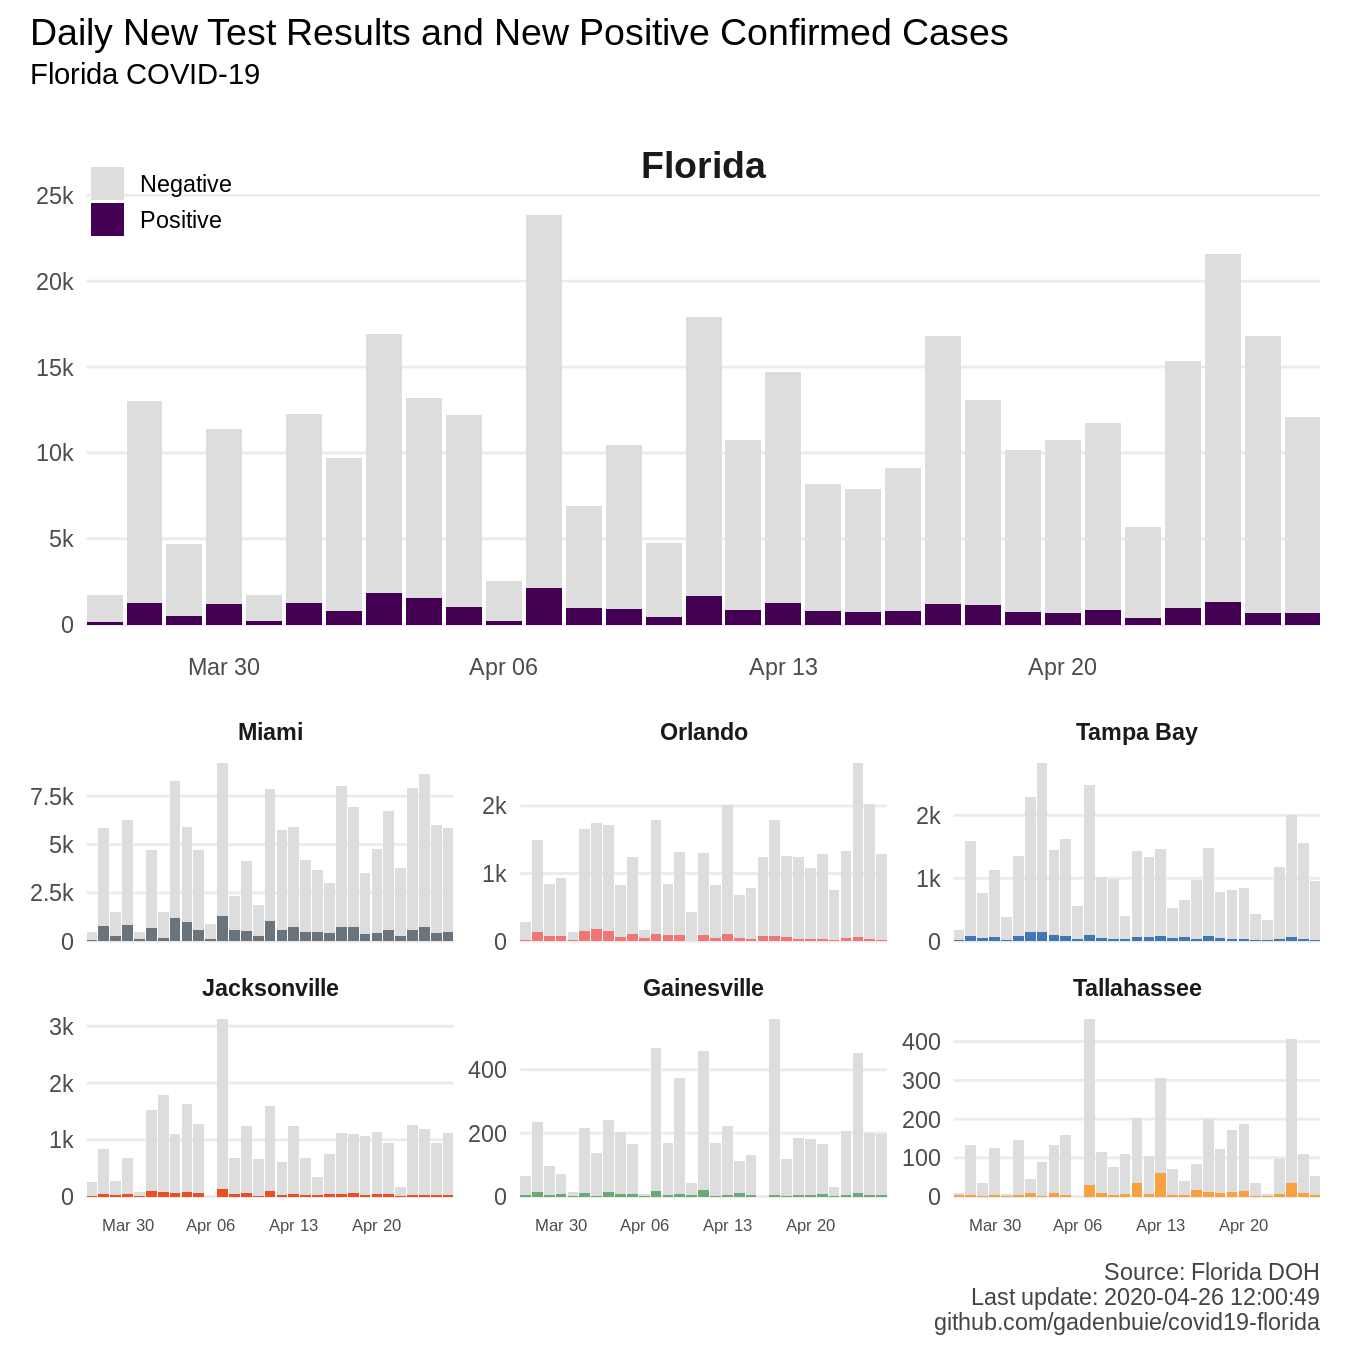 Daily New Test Results and New Positive Confirmed Cases
Florida COVID-19
Florida
Negative
Positive
25k
20k
15k
10k
5k
0
Mar 30 Apr 06 Apr 13 Apr 20
Miami
7.5k
5k
2.5k
0
Orlando
2k
1k
0
Tampa Bay
2k
1k
0
Jacksonville
3k
2k
1k
0
Mar 30 Apr 06 Apr 13 Apr 20
Gainesville
400
200
0
Mar 30 Apr 06 Apr 13 Apr 20
Tallahassee
400
300
200
100
0
Mar 30 Apr 06 Apr 13 Apr 20
Source: Florida DOH
Last update: 2020-04-26 12:00:49
github.com/gadenbuie/covid19-florida